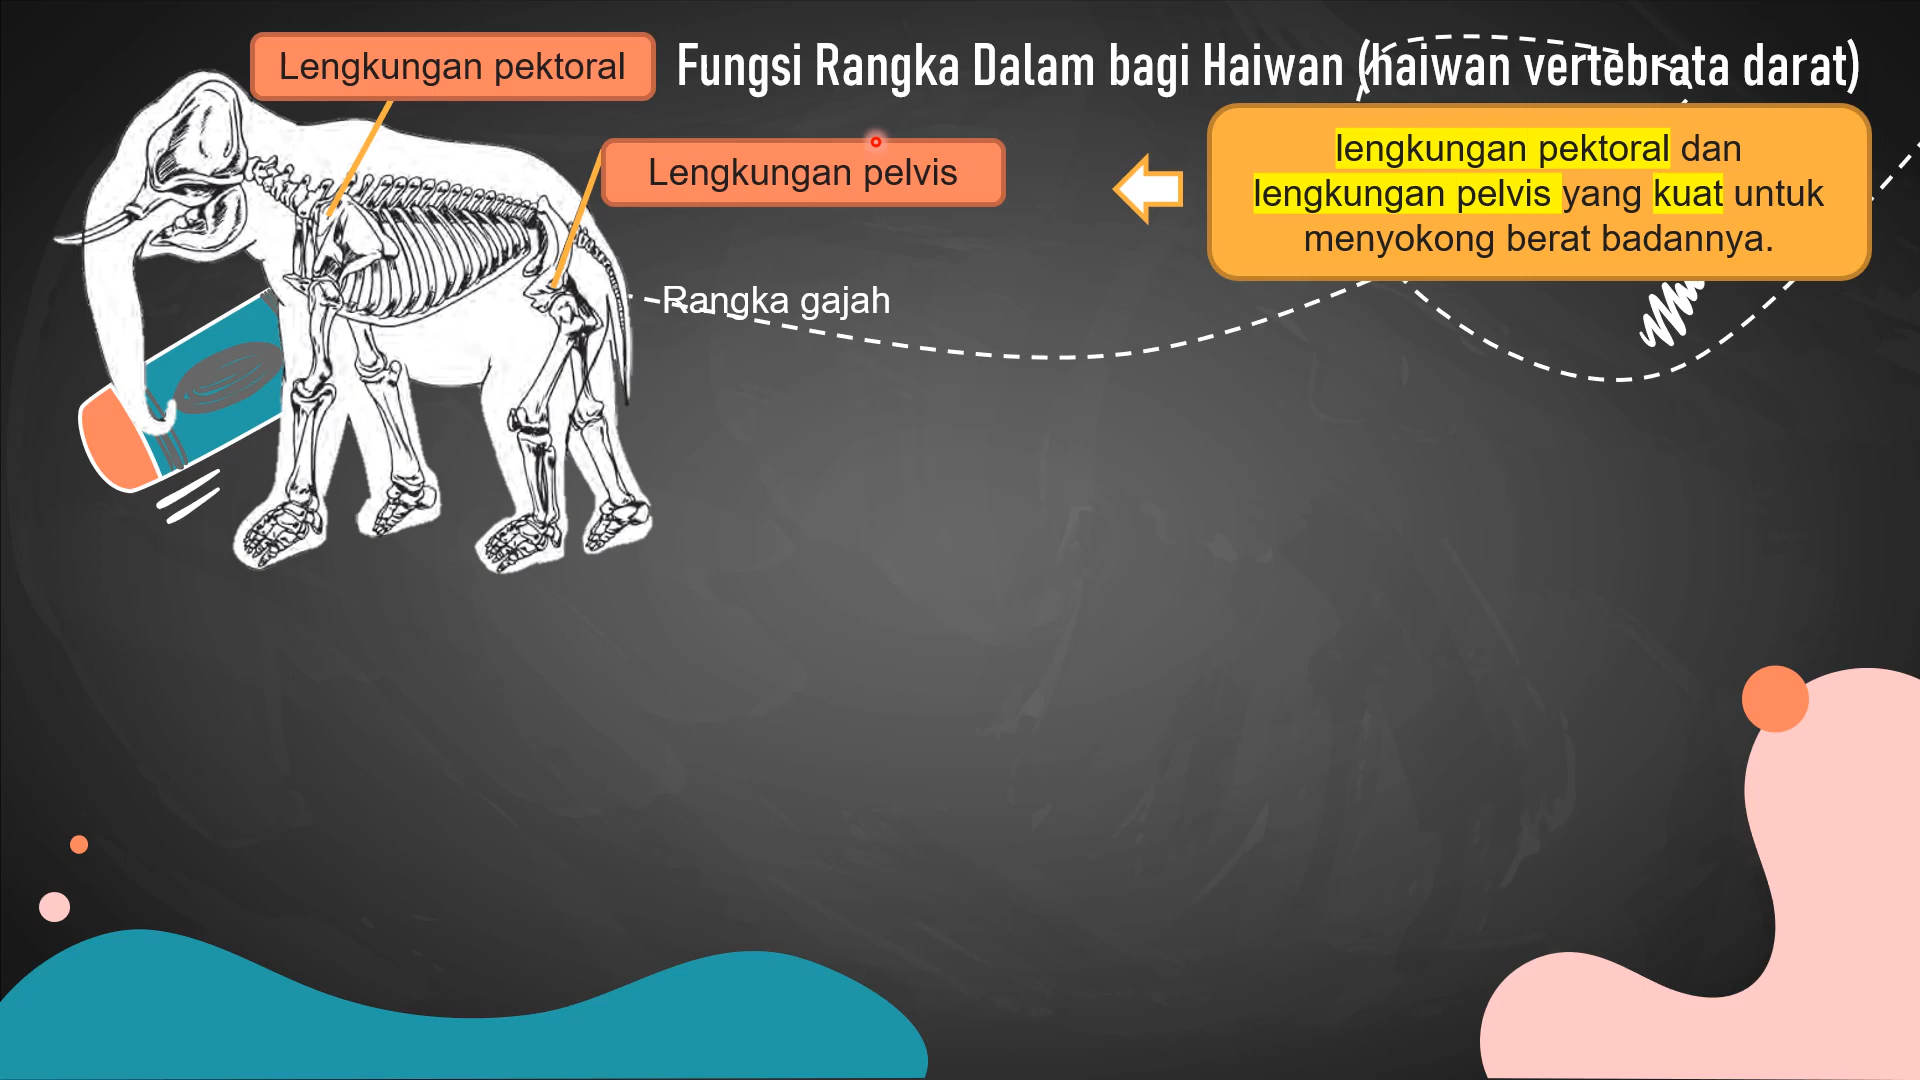 Lengkungan pektoral
Fungsi Rangka Dalam bagi Haiwan (haiwan vertebrata darat)
Lengkungan pelvis
lengkungan pektoral dan
lengkungan pelvis yang kuat untuk
menyokong berat badannya.
Rangka gajah